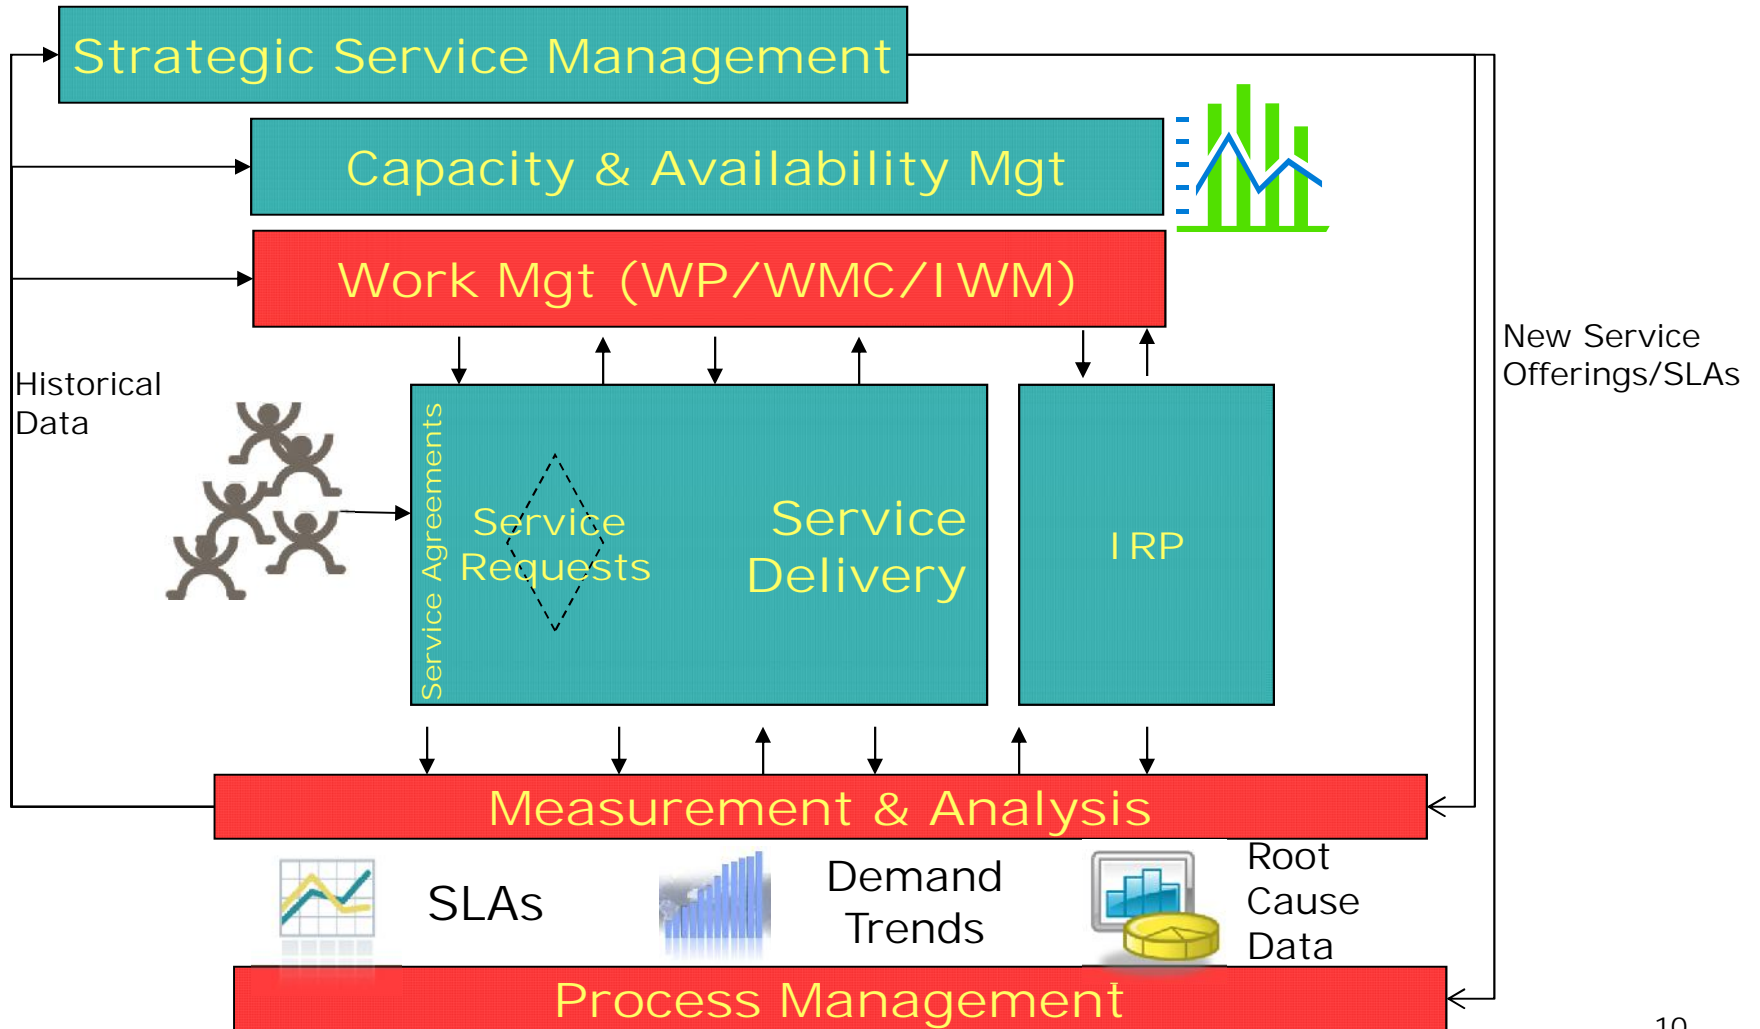 Strategic Service Management
Capacity & Availability Mgt
Work Mgt (WP/WMC/IWM)
New Service
Offerings/SLAs
Historical
Data
Service Agreements
Service
Requests
Service
Delivery
IRP
Measurement & Analysis
SLAs
Demand
Trends
Root
Cause
Data
Process Management
10